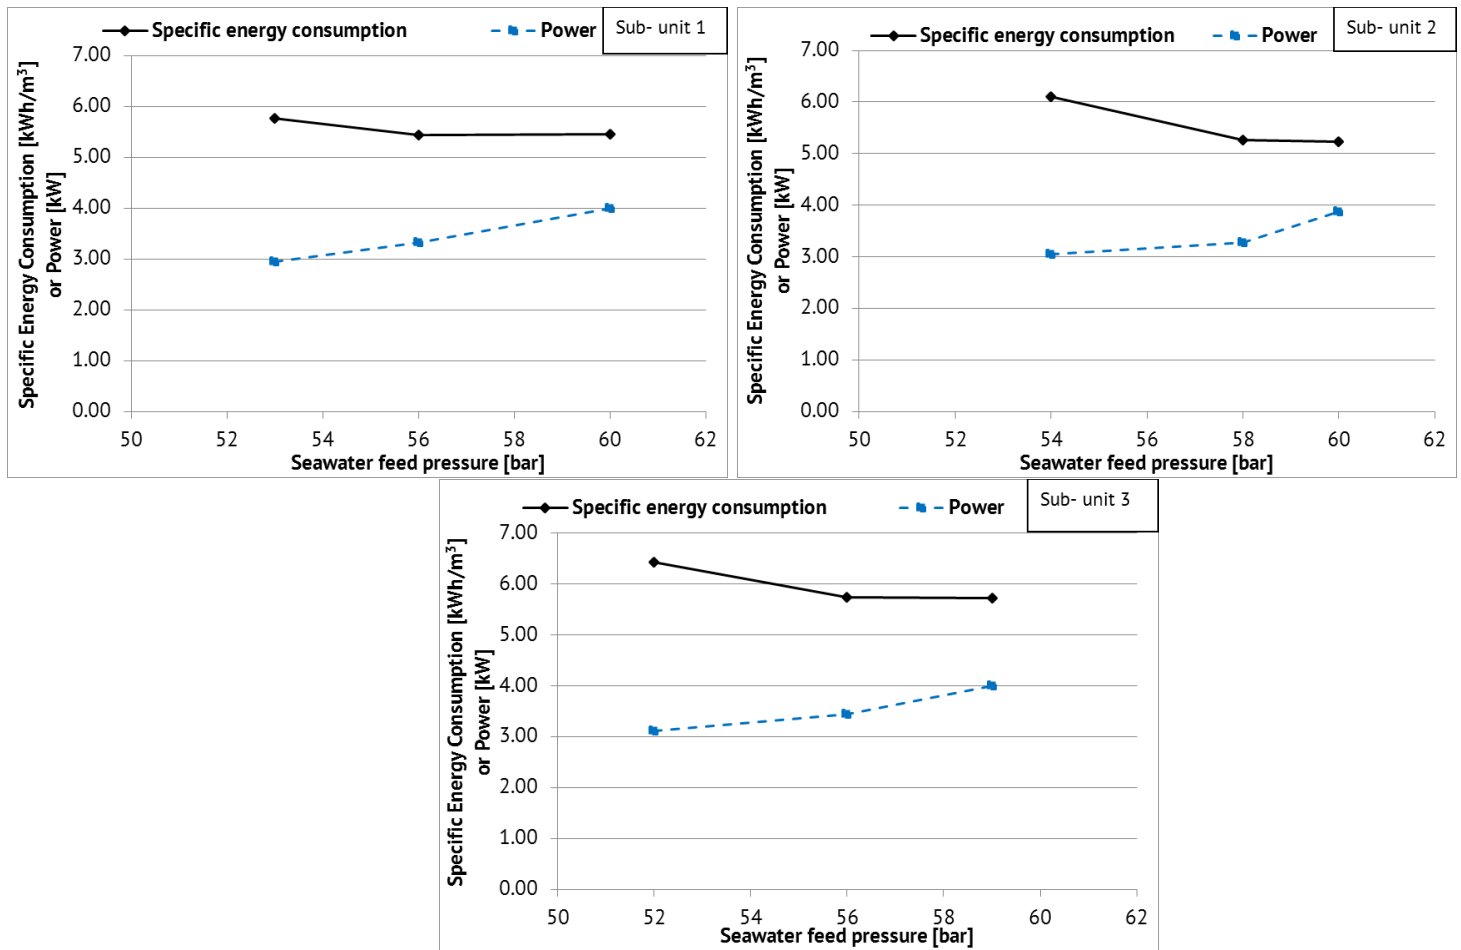 Specific energy consumption Power Sub- unit 1
Specific Energy Consumption [kWh/m³]
or Power [kW]
7.00
6.00
5.00
4.00
3.00
2.00
1.00
0.00
50 52 54 56 58 60 62
Seawater feed pressure [bar]
Specific energy consumption Power Sub- unit 2
Specific Energy Consumption [kWh/m³]
or Power [kW]
7.00
6.00
5.00
4.00
3.00
2.00
1.00
0.00
50 52 54 56 58 60 62
Seawater feed pressure [bar]
Specific energy consumption Power Sub- unit 3
Specific Energy Consumption [kWh/m³]
or Power [kW]
7.00
6.00
5.00
4.00
3.00
2.00
1.00
0.00
50 52 54 56 58 60 62
Seawater feed pressure [bar]